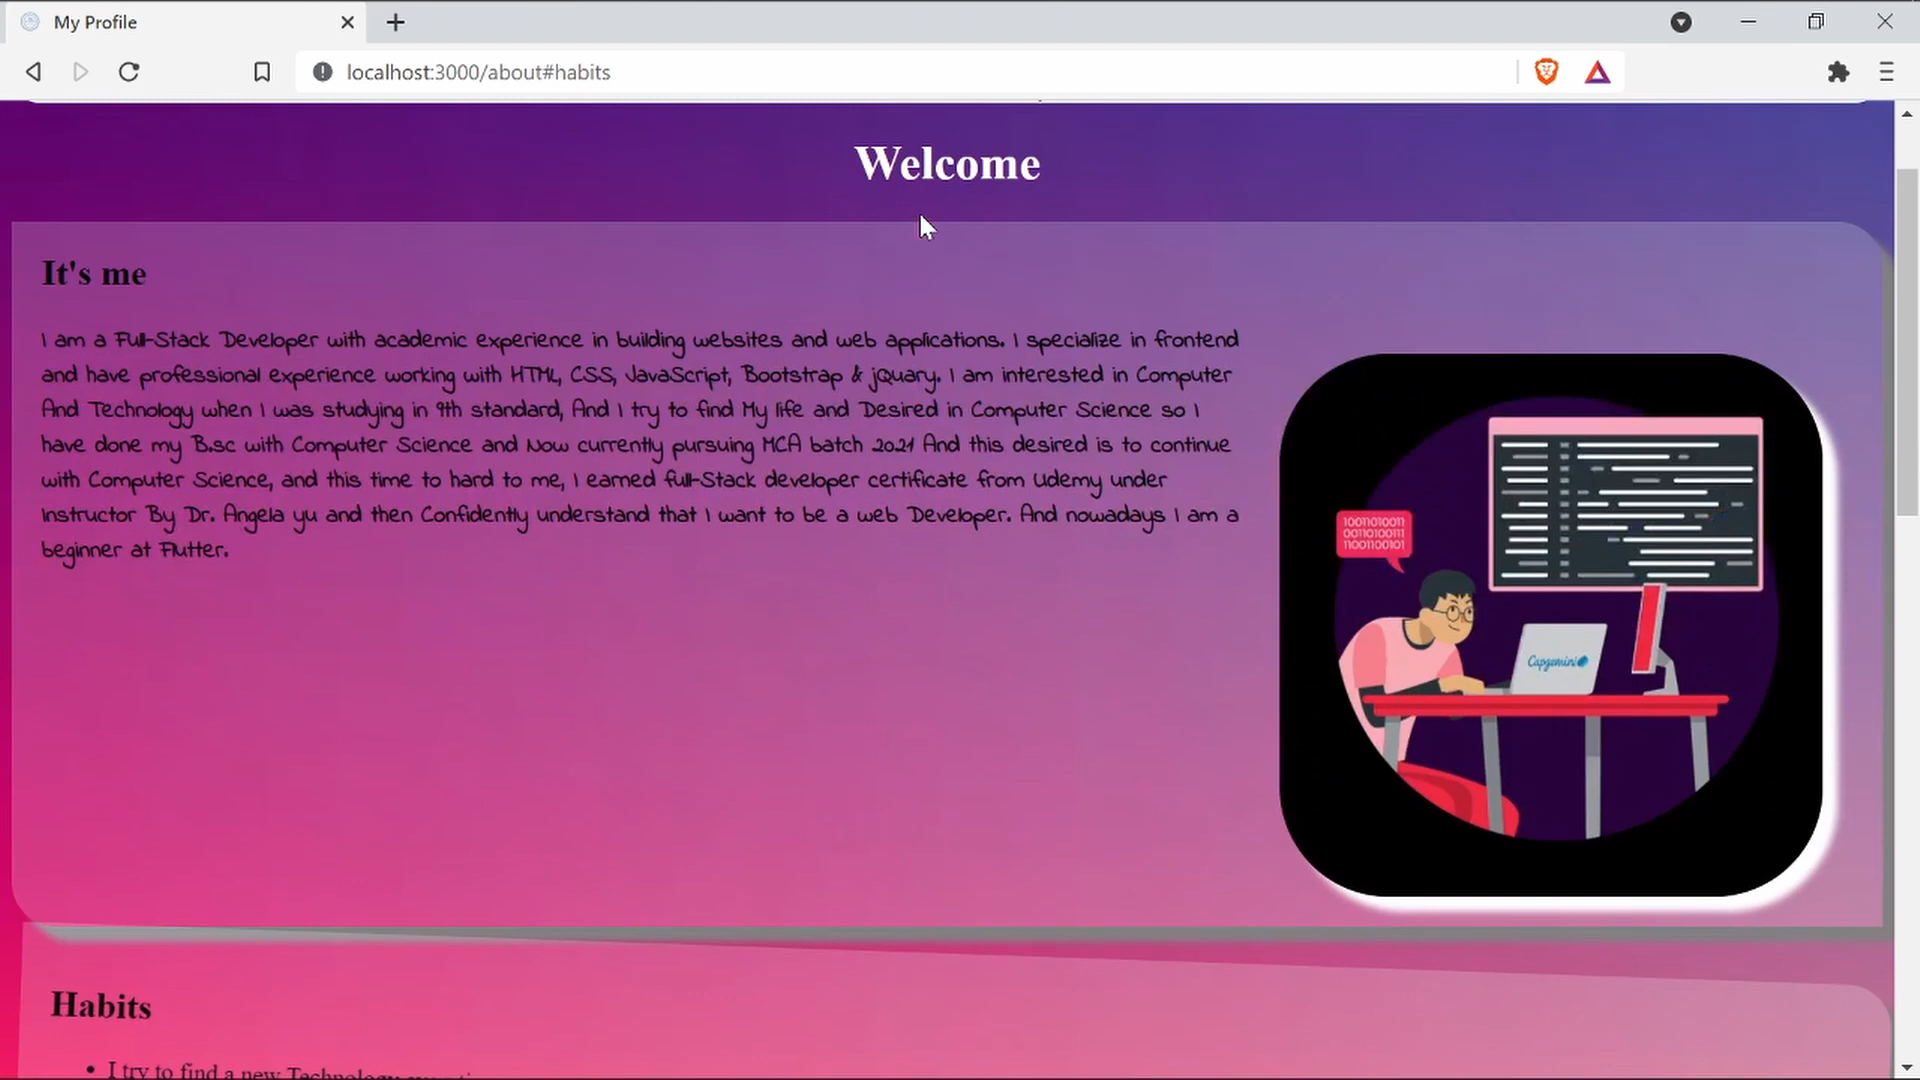 My Profile
localhost:3000/about#habits
Welcome
It's me
I am a Full-Stack Developer with academic experience in building websites and web applications. I specialize in frontend
and have professional experience working with HTML, CSS, JavaScript, Bootstrap & jQuary. I am interested in Computer
And Technology when I was studying in 9th standard, And I try to find My life and Desired in Computer Science so I
have done my B.sc with Computer Science and Now currently pursuing MCA batch 2021 And this desired is to continue
with Computer Science, and this time to hard to me, I earned full-Stack developer certificate from Udemy under
Instructor By Dr. Angela yu and then Confidently understand that I want to be a web Developer. And nowadays I am a
beginner at Flutter.
10011010011
00110100111
11001100101
Capgemini
Habits
• I try to find a new Technology